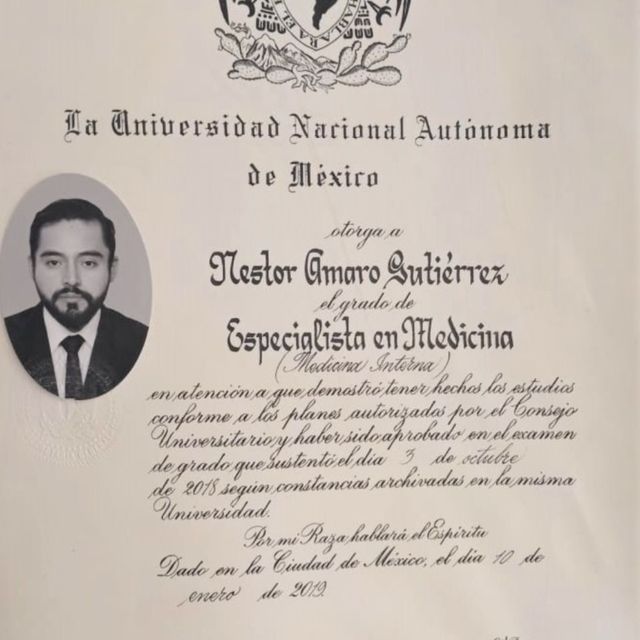 HABLARA EL
La Universidad Nacional Autónoma
de México
otorga a
Nestor Amaro Gutiérrez
el grado de
Especialista en Medicina
(Medicina Interna)
en atención a que demostró tener hechos los estudios
conforme a los planes autorizados por el Consejo
Universitario y haber sido aprobado en el examen
de grado que sustentó el día 3 de octubre
de 2018 según constancias archivadas en la misma
Universidad.
Por mi Raza hablará el Espíritu
Dado en la Ciudad de México, el día 10 de
enero de 2019.